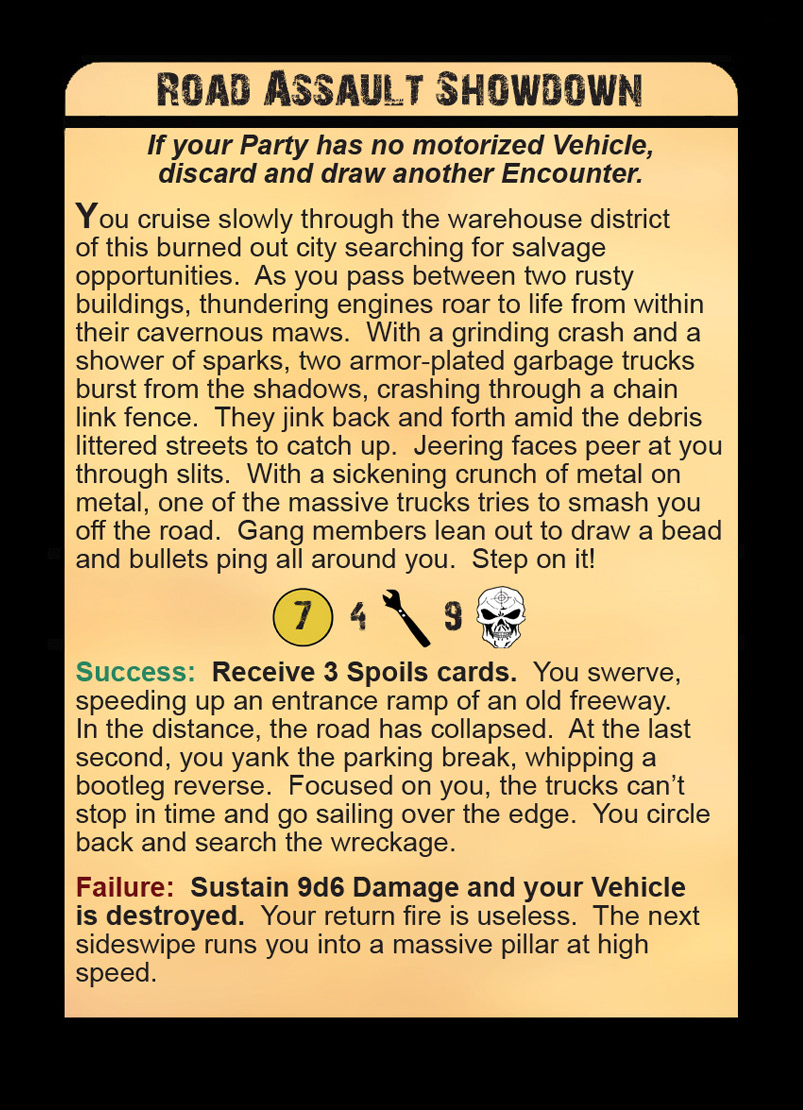 Road Assault Showdown
If your Party has no motorized Vehicle,
discard and draw another Encounter.
You cruise slowly through the warehouse district
of this burned out city searching for salvage
opportunities.  As you pass between two rusty
buildings, thundering engines roar to life from within
their cavernous maws.  With a grinding crash and a
shower of sparks, two armor-plated garbage trucks
burst from the shadows, crashing through a chain
link fence.  They jink back and forth amid the debris
littered streets to catch up.  Jeering faces peer at you
through slits.  With a sickening crunch of metal on
metal, one of the massive trucks tries to smash you
off the road.  Gang members lean out to draw a bead
and bullets ping all around you.  Step on it!
7 4 9
Success:  Receive 3 Spoils cards.  You swerve,
speeding up an entrance ramp of an old freeway.
In the distance, the road has collapsed.  At the last
second, you yank the parking break, whipping a
bootleg reverse.  Focused on you, the trucks can't
stop in time and go sailing over the edge.  You circle
back and search the wreckage.
Failure:  Sustain 9d6 Damage and your Vehicle
is destroyed.  Your return fire is useless.  The next
sideswipe runs you into a massive pillar at high
speed.